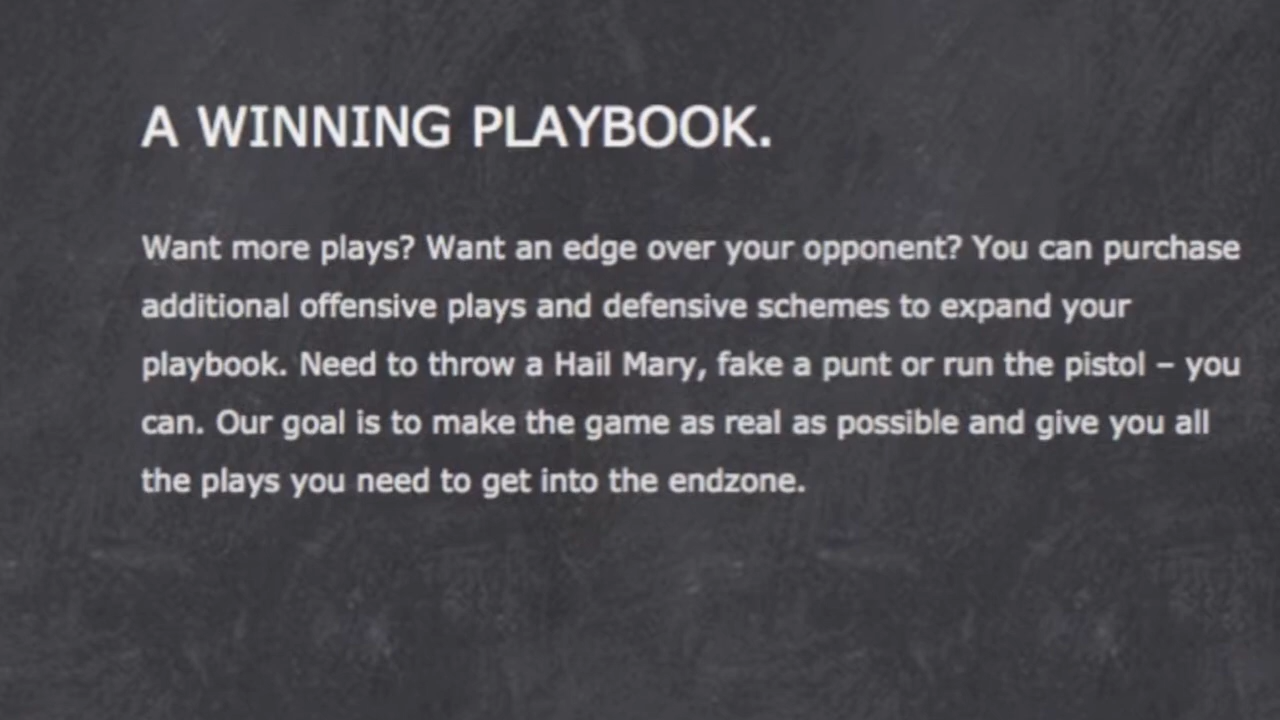 A WINNING PLAYBOOK.
Want more plays? Want an edge over your opponent? You can purchase
additional offensive plays and defensive schemes to expand your
playbook. Need to throw a Hail Mary, fake a punt or run the pistol – you
can. Our goal is to make the game as real as possible and give you all
the plays you need to get into the endzone.